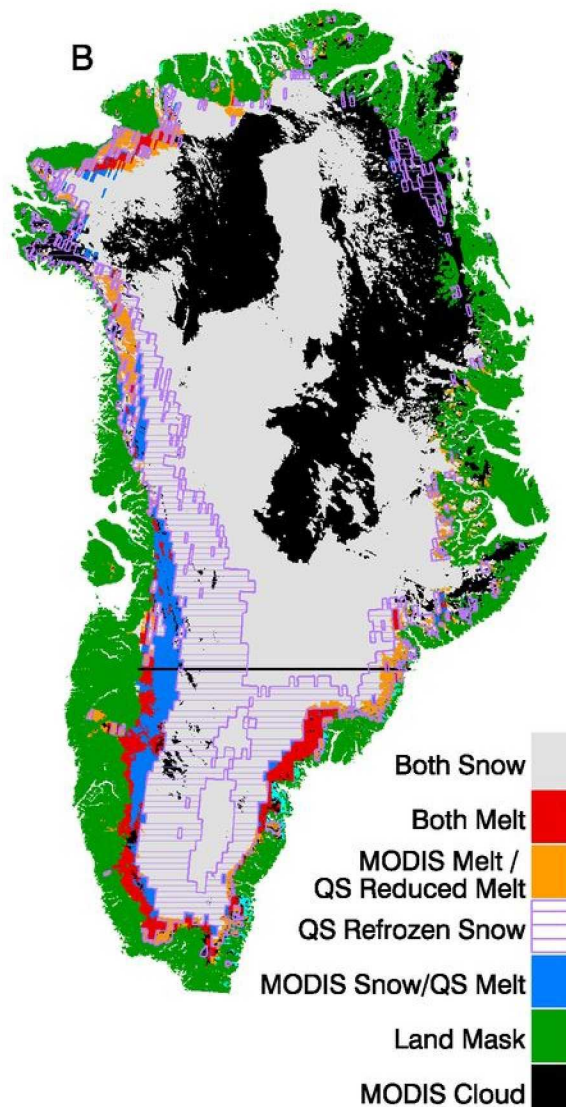 B
Both Snow
Both Melt
MODIS Melt /
QS Reduced Melt
QS Refrozen Snow
MODIS Snow/QS Melt
Land Mask
MODIS Cloud